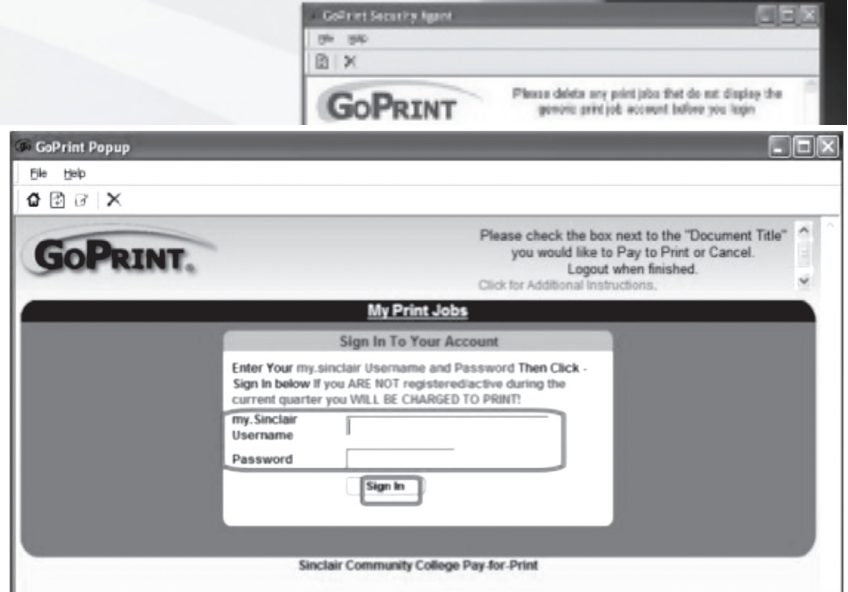 GoPrint Security Agent
File Help
GOPRINT
Please delete any print jobs that do not display the
generic print job account before you login
GoPrint Popup
File Help
GOPRINT.
Please check the box next to the "Document Title"
you would like to Pay to Print or Cancel.
Logout when finished.
Click for Additional Instructions.
My Print Jobs
Sign In To Your Account
Enter Your my.sinclair Username and Password Then Click -
Sign In below If you ARE NOT registered/active during the
current quarter you WILL BE CHARGED TO PRINT!
my.Sinclair
Username
Password
Sign In
Sinclair Community College Pay-for-Print